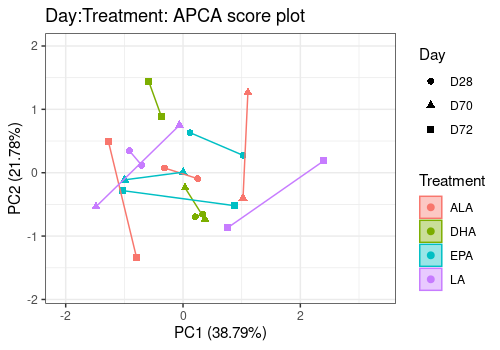 Day:Treatment: APCA score plot
2
1
0
-1
-2
-2
0
2
PC2 (21.78%)
PC1 (38.79%)
Day
D28
D70
D72
Treatment
ALA
DHA
EPA
LA